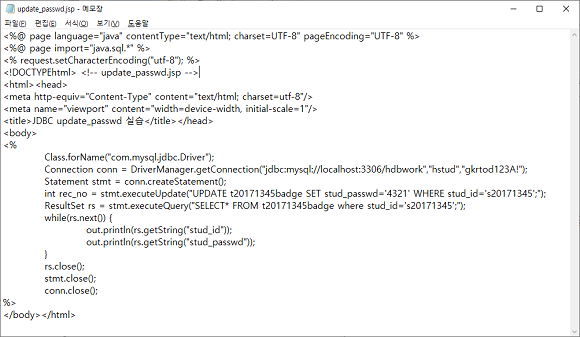 update_passwd.jsp - 메모장
파일(F) 편집(E) 서식(O) 보기(V) 도움말
<%@ page language="java" contentType="text/html; charset=UTF-8" pageEncoding="UTF-8" %>
<%@ page import="java.sql.*" %>
<% request.setCharacterEncoding("utf-8"); %>
<!DOCTYPEhtml> <!-- update_passwd.jsp -->
<html><head>
<meta http-equiv="Content-Type" content="text/html; charset=utf-8"/>
<meta name="viewport" content="width=device-width, initial-scale=1"/>
<title>JDBC update_passwd 실습</title></head>
<body>
<%
Class.forName("com.mysql.jdbc.Driver");
Connection conn = DriverManager.getConnection("jdbc:mysql://localhost:3306/hdbwork","hstud","gkrtod123A!");
Statement stmt = conn.createStatement();
int rec_no = stmt.executeUpdate("UPDATE t20171345badge SET stud_passwd='4321' WHERE stud_id='s20171345';");
ResultSet rs = stmt.executeQuery("SELECT* FROM t20171345badge where stud_id='s20171345';");
while(rs.next()) {
out.println(rs.getString("stud_id"));
out.println(rs.getString("stud_passwd"));
}
rs.close();
stmt.close();
conn.close();
%>
</body></html>